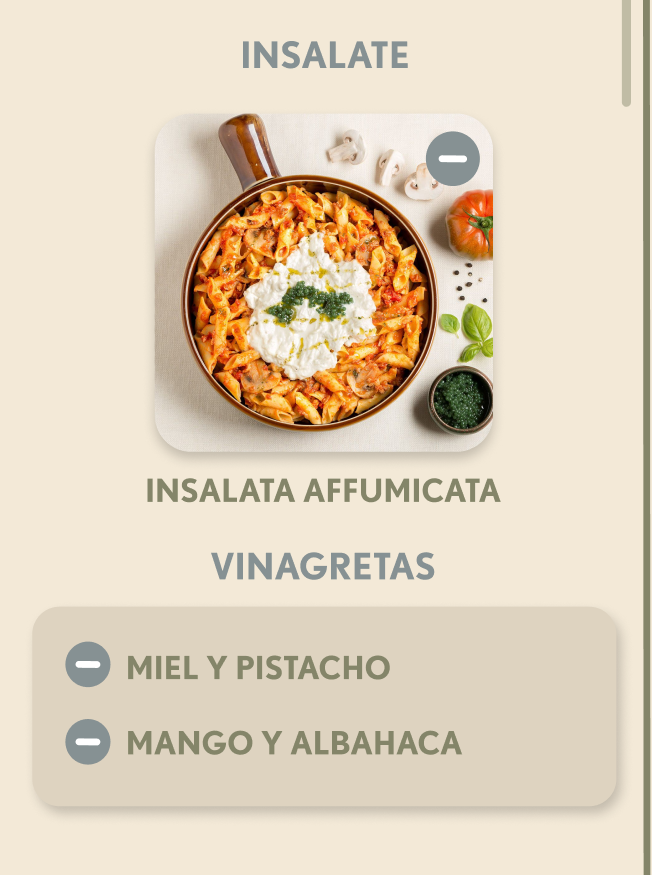 INSALATE
INSALATA AFFUMICATA
VINAGRETAS
MIEL Y PISTACHO
MANGO Y ALBAHACA